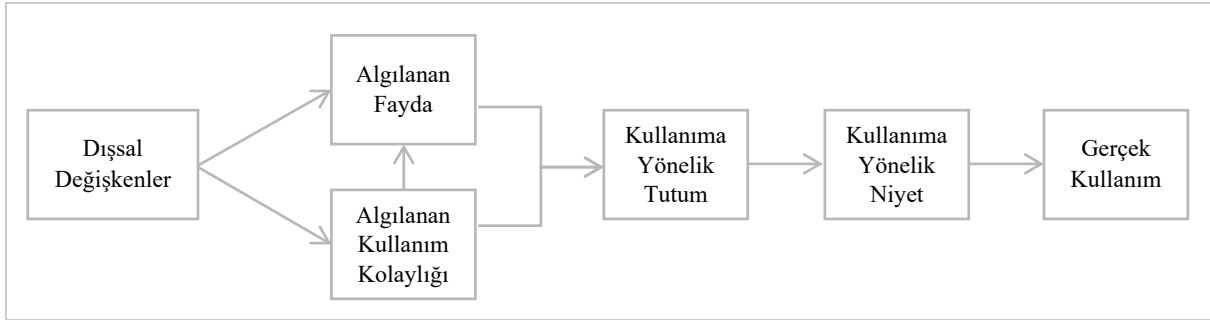 Dışsal
Değişkenler
Algılanan
Fayda
Algılanan
Kullanım
Kolaylığı
Kullanıma
Yönelik
Tutum
Kullanıma
Yönelik
Niyet
Gerçek
Kullanım